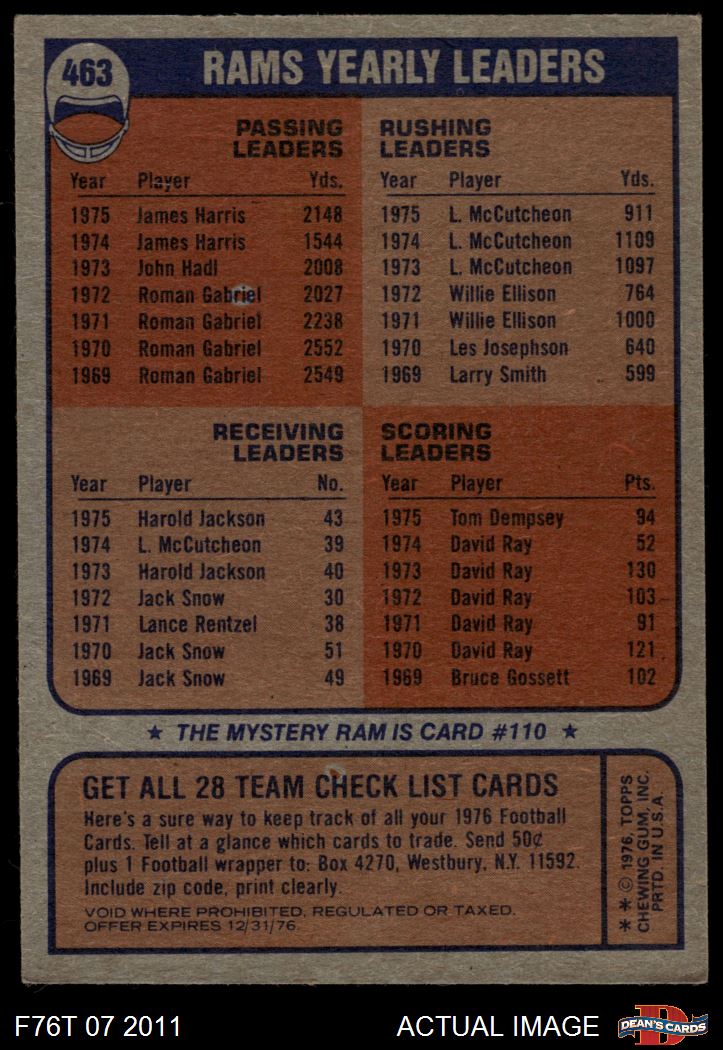 463
RAMS YEARLY LEADERS
PASSING
LEADERS
Year Player Yds.
1975 James Harris 2148
1974 James Harris 1544
1973 John Hadl 2008
1972 Roman Gabriel 2027
1971 Roman Gabriel 2238
1970 Roman Gabriel 2552
1969 Roman Gabriel 2549
RUSHING
LEADERS
Year Player Yds.
1975 L. McCutcheon 911
1974 L. McCutcheon 1109
1973 L. McCutcheon 1097
1972 Willie Ellison 764
1971 Willie Ellison 1000
1970 Les Josephson 640
1969 Larry Smith 599
RECEIVING
LEADERS
Year Player No.
1975 Harold Jackson 43
1974 L. McCutcheon 39
1973 Harold Jackson 40
1972 Jack Snow 30
1971 Lance Rentzel 38
1970 Jack Snow 51
1969 Jack Snow 49
SCORING
LEADERS
Year Player Pts.
1975 Tom Dempsey 94
1974 David Ray 52
1973 David Ray 130
1972 David Ray 103
1971 David Ray 91
1970 David Ray 121
1969 Bruce Gossett 102
★ THE MYSTERY RAM IS CARD #110 ★
GET ALL 28 TEAM CHECK LIST CARDS
Here's a sure way to keep track of all your 1976 Football
Cards. Tell at a glance which cards to trade. Send 50¢
plus 1 Football wrapper to: Box 4270, Westbury, N.Y. 11592.
Include zip code, print clearly.
VOID WHERE PROHIBITED, REGULATED OR TAXED.
OFFER EXPIRES 12/31/76.
** © 1976, TOPPS
CHEWING GUM, INC.
PRTD. IN U.S.A.
F76T 07 2011
ACTUAL IMAGE
D
DEAN'S CARDS